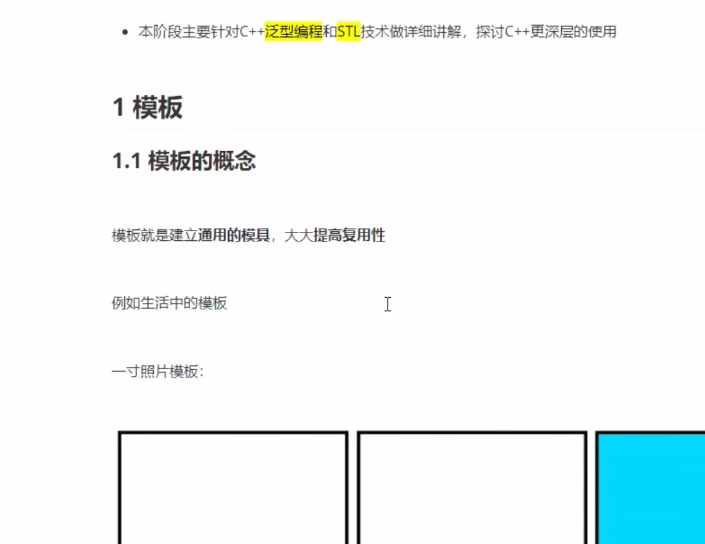 本阶段主要针对C++泛型编程和STL技术做详细讲解，探讨C++更深层的使用
1 模板
1.1 模板的概念
模板就是建立通用的模具，大大提高复用性
例如生活中的模板
一寸照片模板：